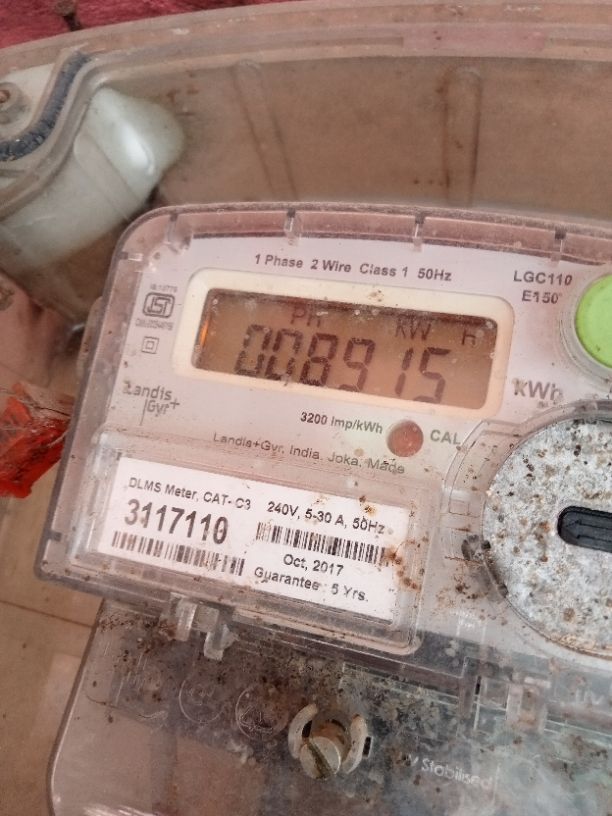 1 Phase 2 Wire Class 1 50Hz
LGC110
E150
ISI
Ph KW H
008915
kWh
Landis
Gyr+
3200 imp/kWh
CAL
Landis+Gyr, India, Joka, Made
DLMS Meter, CAT- C3 240V, 5-30 A, 50Hz
3117110
Oct, 2017
Guarantee : 5 Yrs.
Stabilised